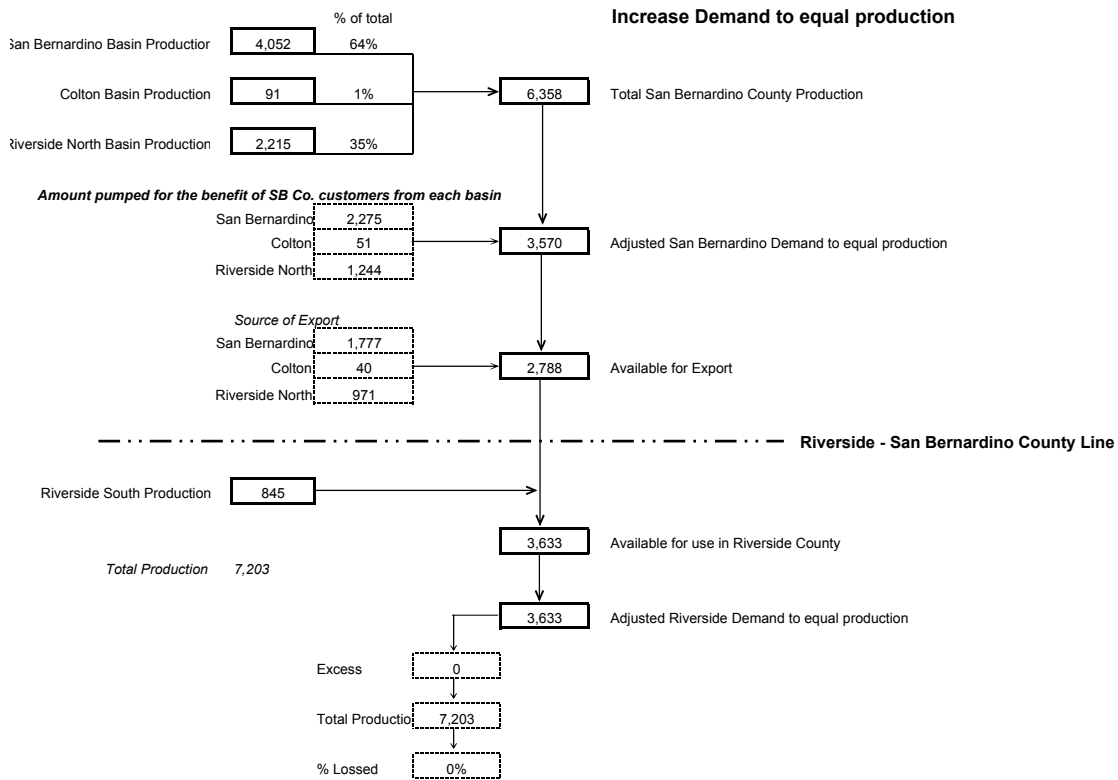 % of total
Increase Demand to equal production
San Bernardino Basin Production 4,052 64%
Colton Basin Production 91 1% 6,358 Total San Bernardino County Production
Riverside North Basin Production 2,215 35%
Amount pumped for the benefit of SB Co. customers from each basin
San Bernardino 2,275
Colton 51 3,570 Adjusted San Bernardino Demand to equal production
Riverside North 1,244
Source of Export
San Bernardino 1,777
Colton 40 2,788 Available for Export
Riverside North 971
Riverside - San Bernardino County Line
Riverside South Production 845
3,633 Available for use in Riverside County
Total Production 7,203
3,633 Adjusted Riverside Demand to equal production
Excess 0
Total Productio 7,203
% Lossed 0%